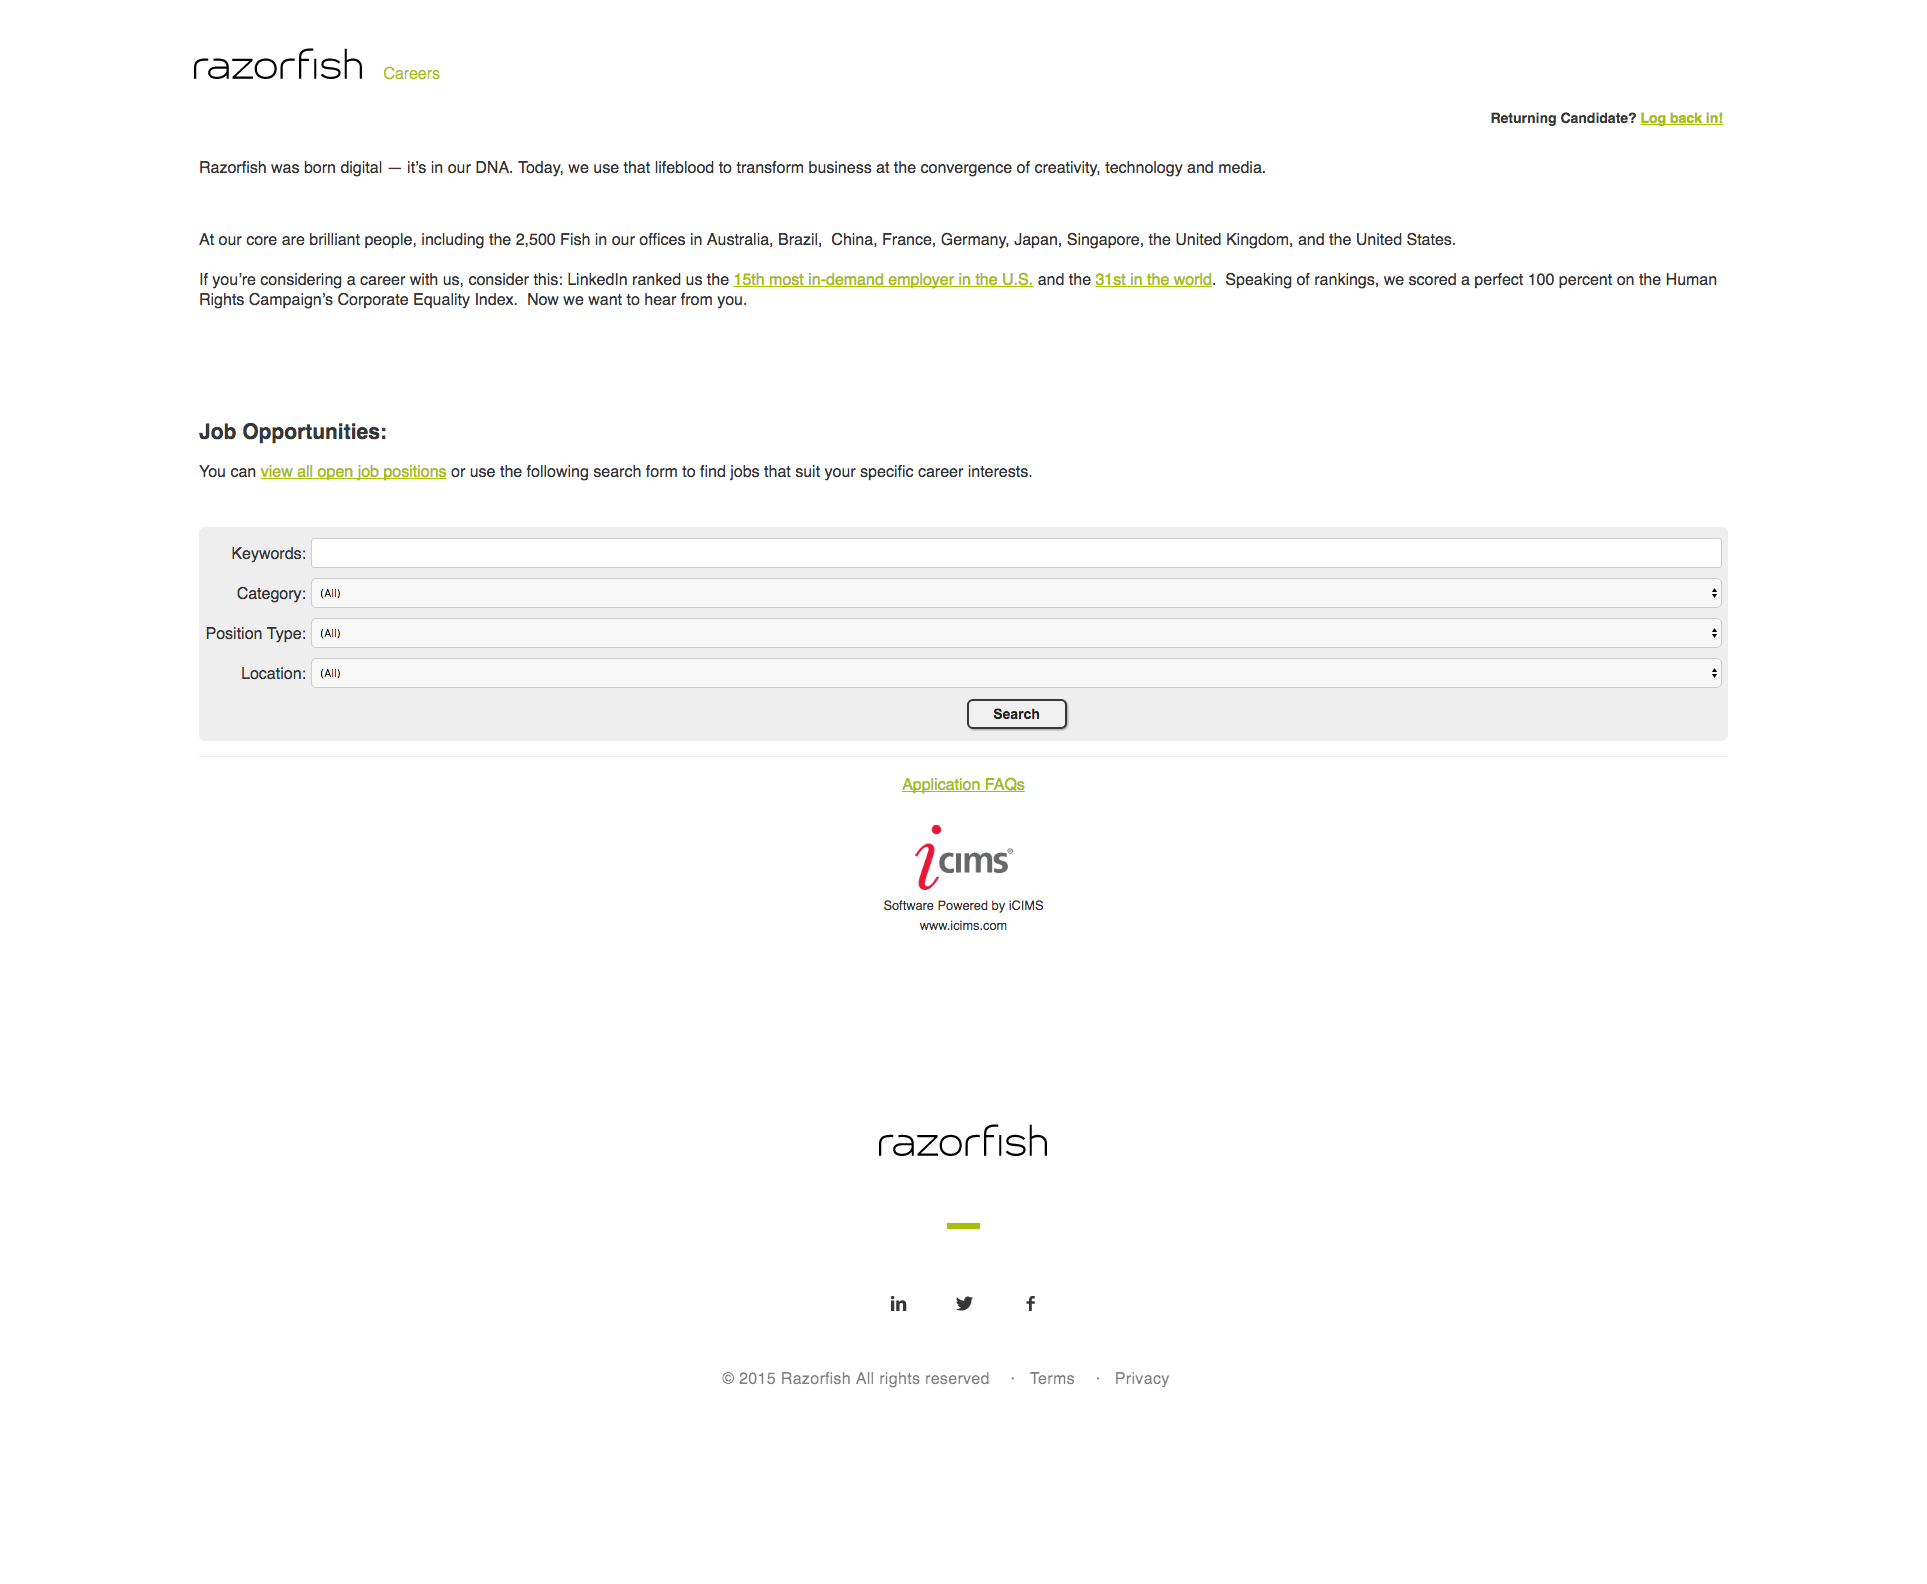 razorfish Careers
Returning Candidate? Log back in!
Razorfish was born digital — it’s in our DNA. Today, we use that lifeblood to transform business at the convergence of creativity, technology and media.
At our core are brilliant people, including the 2,500 Fish in our offices in Australia, Brazil,  China, France, Germany, Japan, Singapore, the United Kingdom, and the United States.
If you’re considering a career with us, consider this: LinkedIn ranked us the 15th most in-demand employer in the U.S. and the 31st in the world.  Speaking of rankings, we scored a perfect 100 percent on the Human
Rights Campaign’s Corporate Equality Index.  Now we want to hear from you.
Job Opportunities:
You can view all open job positions or use the following search form to find jobs that suit your specific career interests.
Keywords:
Category: (All)
Position Type: (All)
Location: (All)
Search
Application FAQs
icims®
Software Powered by iCIMS
www.icims.com
razorfish
in f
© 2015 Razorfish All rights reserved · Terms · Privacy